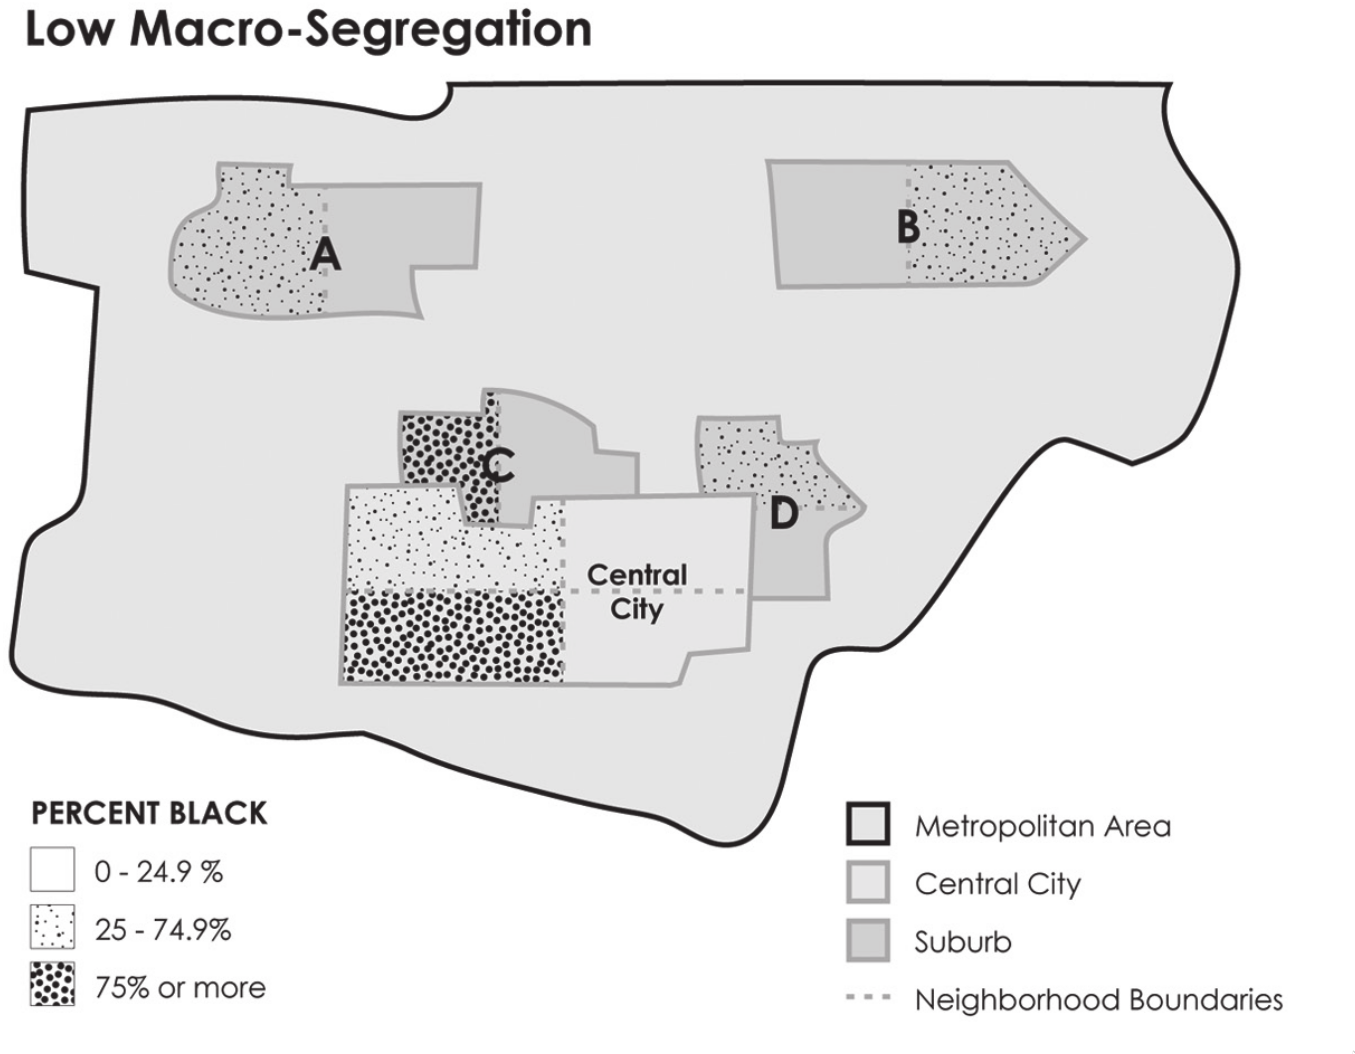 Low Macro-Segregation
A
B
C
D
Central
City
PERCENT BLACK
0 - 24.9 %
25 - 74.9%
75% or more
Metropolitan Area
Central City
Suburb
Neighborhood Boundaries